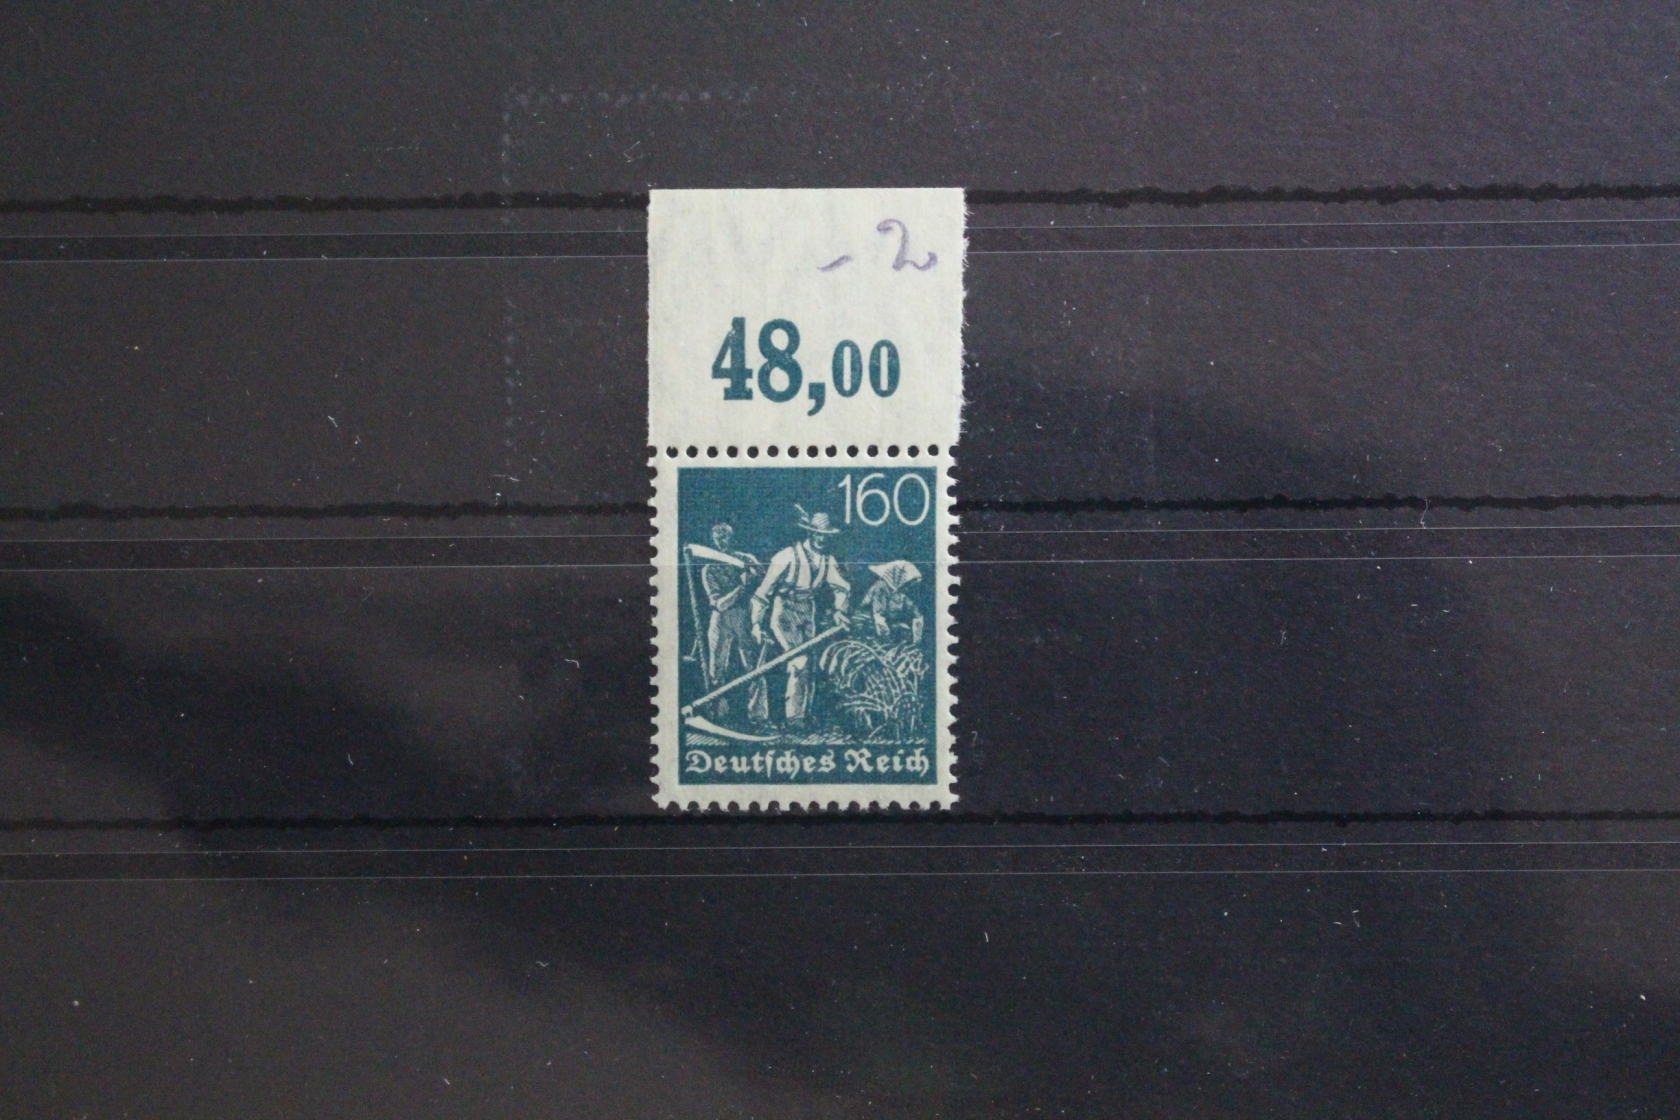 - 2
48,00
160
Deutſches Reich